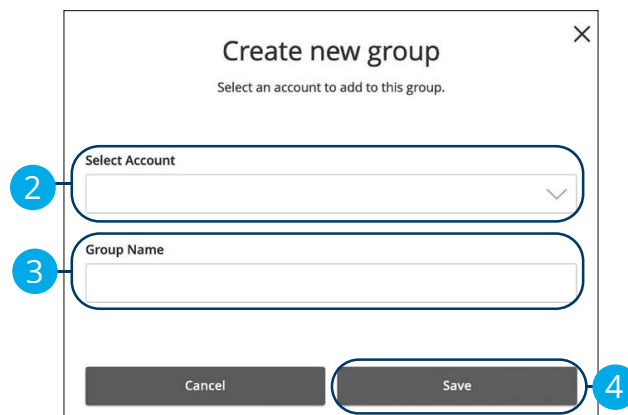 Create new group
Select an account to add to this group.
Select Account
2
Group Name
3
Cancel
Save
4